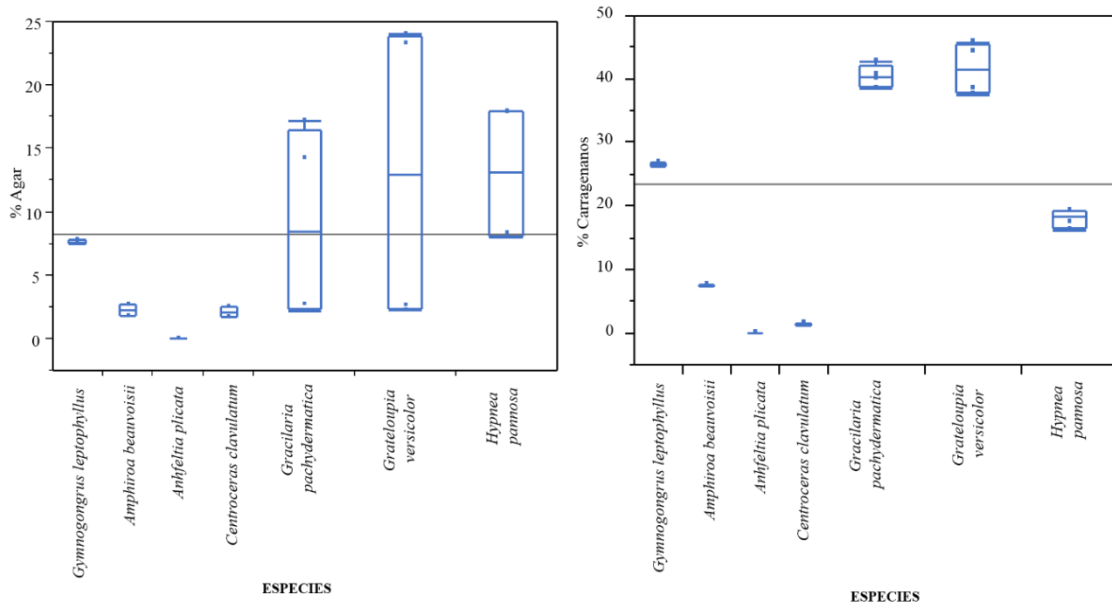 % Agar
25
20
15
10
5
0
Gymnogongrus leptophyllus
Amphiroa beauvoisii
Anhfeltia plicata
Centroceras clavulatum
Gracilaria
pachydermatica
Grateloupia
versicolor
Hypnea
pannosa
ESPECIES
% Carragenanos
50
40
30
20
10
0
Gymnogongrus leptophyllus
Amphiroa beauvoisii
Anhfeltia plicata
Centroceras clavulatum
Gracilaria
pachydermatica
Grateloupia
versicolor
Hypnea
pannosa
ESPECIES